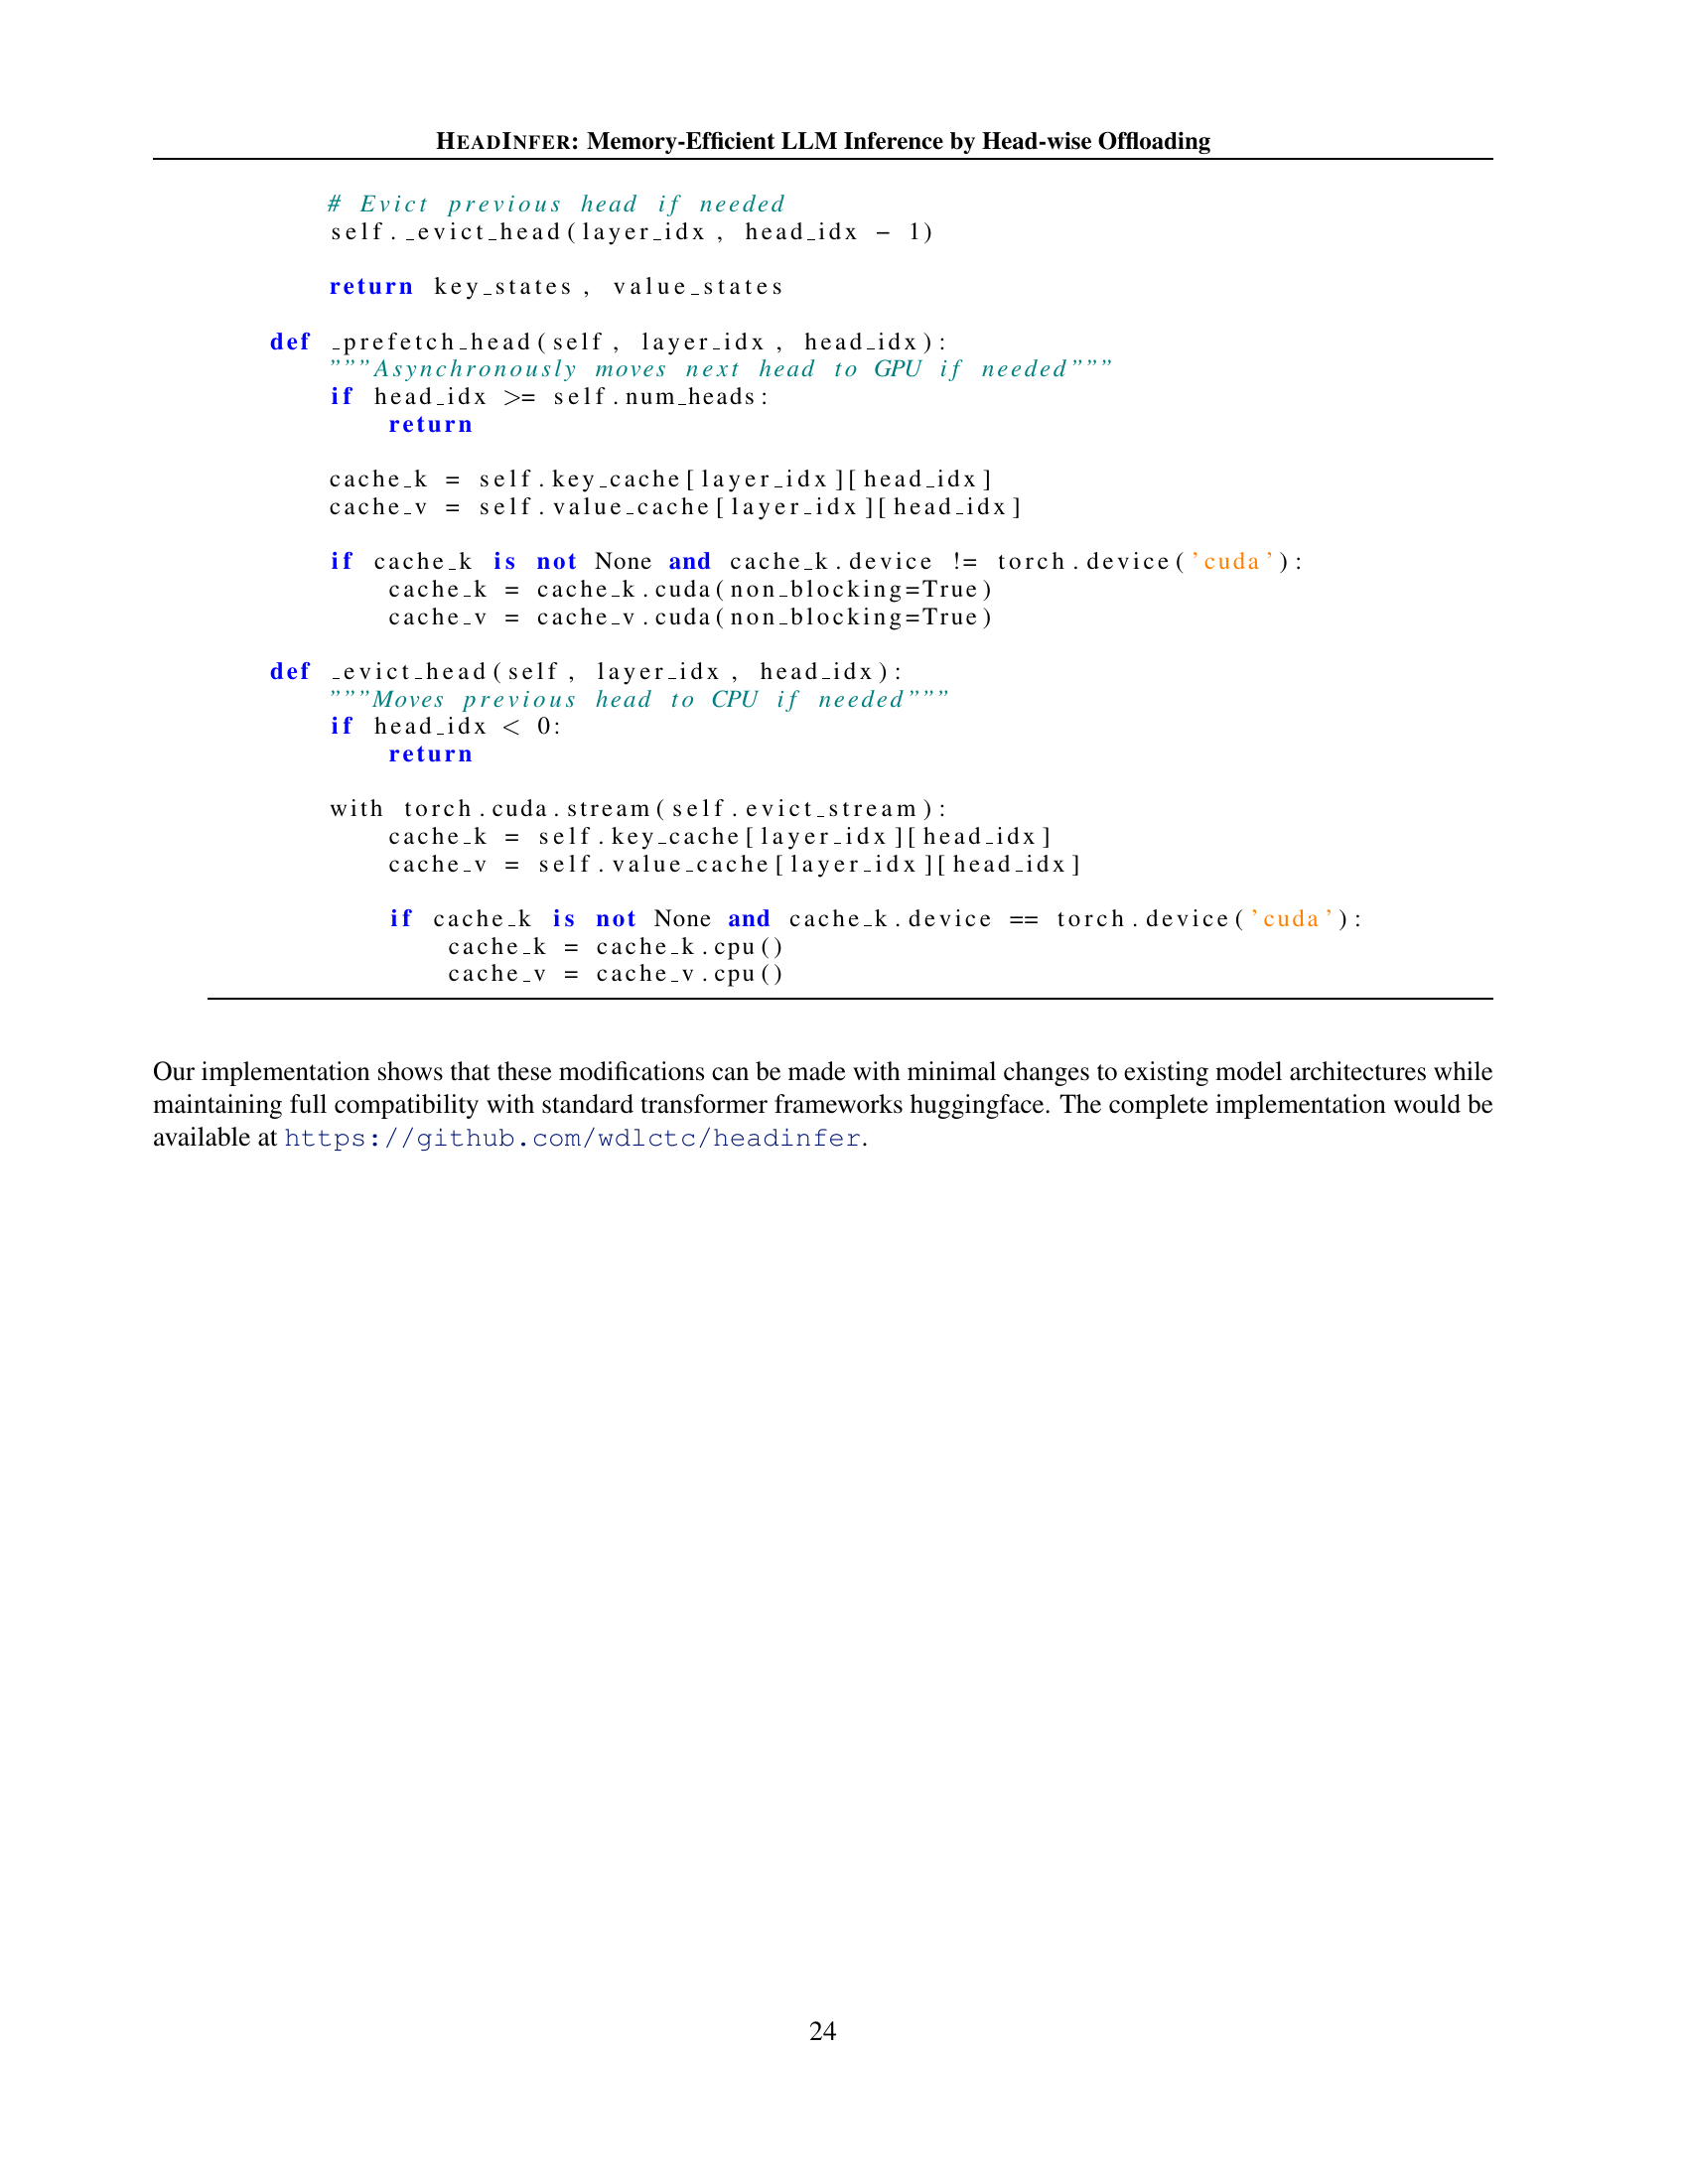 HEADINFER: Memory-Efficient LLM Inference by Head-wise Offloading
# Evict previous head if needed
self._evict_head(layer_idx, head_idx - 1)
return key_states, value_states
def _prefetch_head(self, layer_idx, head_idx):
"""Asynchronously moves next head to GPU if needed"""
if head_idx >= self.num_heads:
return
cache_k = self.key_cache[layer_idx][head_idx]
cache_v = self.value_cache[layer_idx][head_idx]
if cache_k is not None and cache_k.device != torch.device('cuda'):
cache_k = cache_k.cuda(non_blocking=True)
cache_v = cache_v.cuda(non_blocking=True)
def _evict_head(self, layer_idx, head_idx):
"""Moves previous head to CPU if needed"""
if head_idx < 0:
return
with torch.cuda.stream(self.evict_stream):
cache_k = self.key_cache[layer_idx][head_idx]
cache_v = self.value_cache[layer_idx][head_idx]
if cache_k is not None and cache_k.device == torch.device('cuda'):
cache_k = cache_k.cpu()
cache_v = cache_v.cpu()
Our implementation shows that these modifications can be made with minimal changes to existing model architectures while
maintaining full compatibility with standard transformer frameworks huggingface. The complete implementation would be
available at https://github.com/wdlctc/headinfer.
24